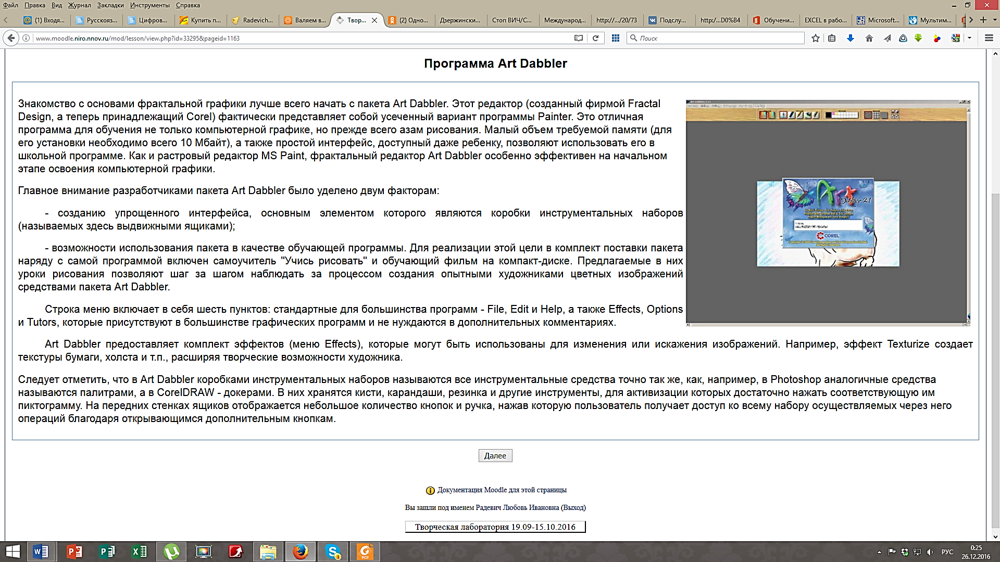 Файл Правка Вид Журнал Закладки Инструменты Справка
(1) Входя... Русскояз... Цифров... Купить п... Radevich... Валяем в... Твор... (2) Одно... Дзержински... Стоп ВИЧ/С... Международ... http://.../20/73 Подслу... http:/...D0%B4 Обучени... EXCEL в рабо... Microsoft... Мультим...
www.moodle.niro.nnov.ru/mod/lesson/view.php?id=33295&pageid=1163 Поиск
Программа Art Dabbler
Знакомство с основами фрактальной графики лучше всего начать с пакета Art Dabbler. Этот редактор (созданный фирмой Fractal
Design, а теперь принадлежащий Corel) фактически представляет собой усеченный вариант программы Painter. Это отличная
программа для обучения не только компьютерной графике, но прежде всего азам рисования. Малый объем требуемой памяти (для
его установки необходимо всего 10 Мбайт), а также простой интерфейс, доступный даже ребенку, позволяют использовать его в
школьной программе. Как и растровый редактор MS Paint, фрактальный редактор Art Dabbler особенно эффективен на начальном
этапе освоения компьютерной графики.
Главное внимание разработчиками пакета Art Dabbler было уделено двум факторам:
- созданию упрощенного интерфейса, основным элементом которого являются коробки инструментальных наборов
(называемых здесь выдвижными ящиками);
- возможности использования пакета в качестве обучающей программы. Для реализации этой цели в комплект поставки пакета
наряду с самой программой включен самоучитель "Учись рисовать" и обучающий фильм на компакт-диске. Предлагаемые в них
уроки рисования позволяют шаг за шагом наблюдать за процессом создания опытными художниками цветных изображений
средствами пакета Art Dabbler.
Строка меню включает в себя шесть пунктов: стандартные для большинства программ - File, Edit и Help, а также Effects, Options
и Tutors, которые присутствуют в большинстве графических программ и не нуждаются в дополнительных комментариях.
Art Dabbler 2.1
COREL
Art Dabbler предоставляет комплект эффектов (меню Effects), которые могут быть использованы для изменения или искажения изображений. Например, эффект Texturize создает
текстуры бумаги, холста и т.п., расширяя творческие возможности художника.
Следует отметить, что в Art Dabbler коробками инструментальных наборов называются все инструментальные средства точно так же, как, например, в Photoshop аналогичные средства
называются палитрами, а в CorelDRAW - докерами. В них хранятся кисти, карандаши, резинка и другие инструменты, для активизации которых достаточно нажать соответствующую им
пиктограмму. На передних стенках ящиков отображается небольшое количество кнопок и ручка, нажав которую пользователь получает доступ ко всему набору осуществляемых через него
операций благодаря открывающимся дополнительным кнопкам.
Далее
Документация Moodle для этой страницы
Вы зашли под именем Радевич Любовь Ивановна (Выход)
Творческая лаборатория 19.09-15.10.2016
РУС
0:25
26.12.2016